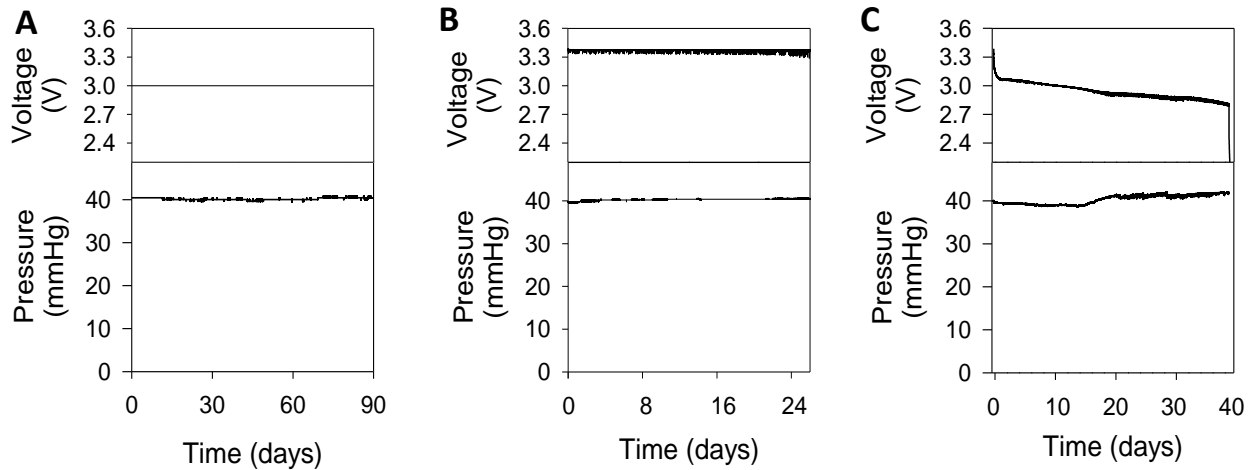 A
Voltage
(V)
3.6
3.3
3.0
2.7
2.4
Pressure
(mmHg)
40
30
20
10
0
0 30 60 90
Time (days)
B
Voltage
(V)
3.6
3.3
3.0
2.7
2.4
Pressure
(mmHg)
40
30
20
10
0
0 8 16 24
Time (days)
C
Voltage
(V)
3.6
3.3
3.0
2.7
2.4
Pressure
(mmHg)
40
30
20
10
0
0 10 20 30 40
Time (days)